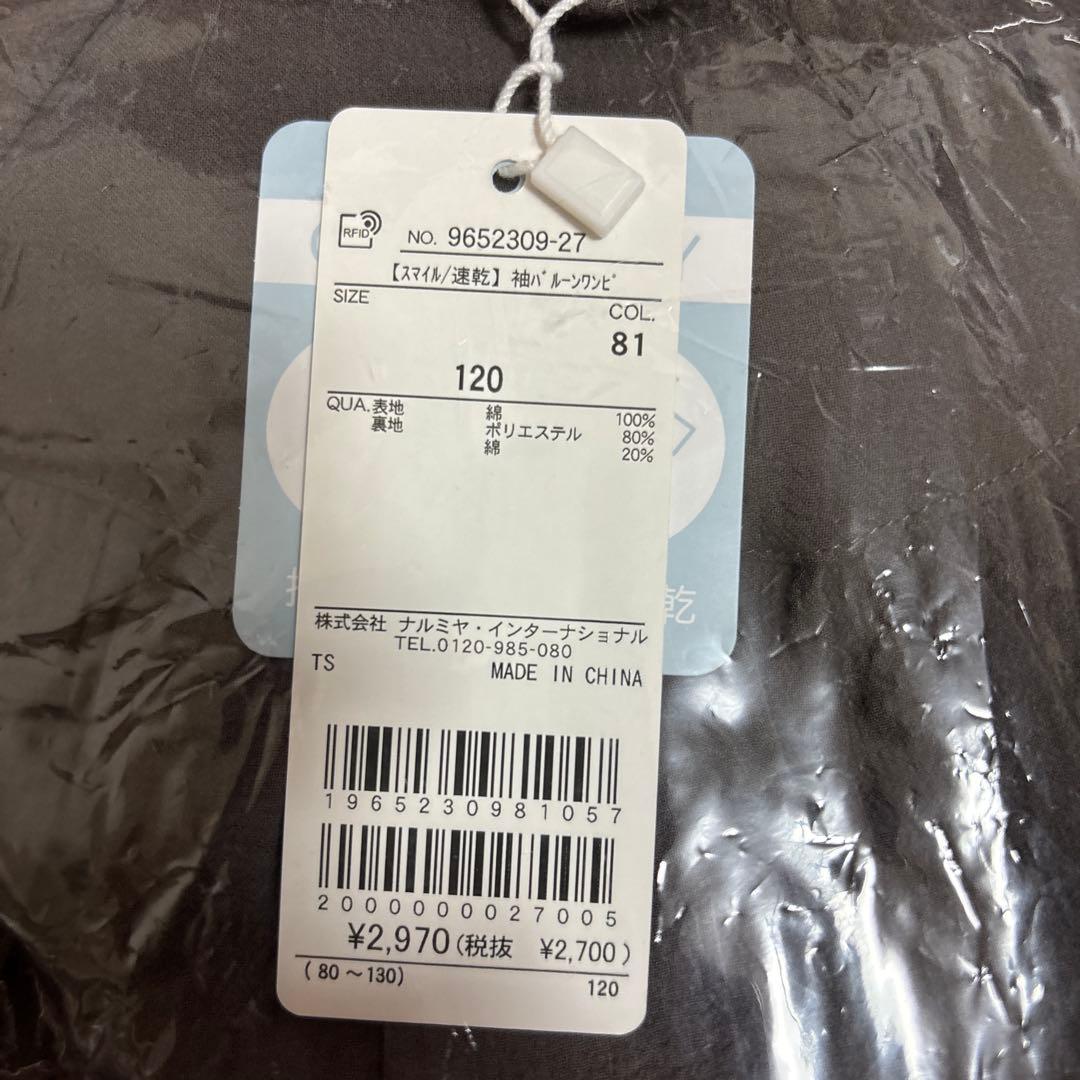 RFID
NO. 9652309-27
【ｽﾏｲﾙ/速乾】 袖ﾊﾞﾙｰﾝﾜﾝﾋﾟ
SIZE
COL.
81
120
QUA. 表地 綿 100%
裏地 ポリエステル 80%
綿 20%
乾
株式会社 ナルミヤ・インターナショナル
TEL.0120-985-080
TS MADE IN CHINA
1965230981057
2000000027005
¥2,970 (税抜 ¥2,700)
(80～130) 120